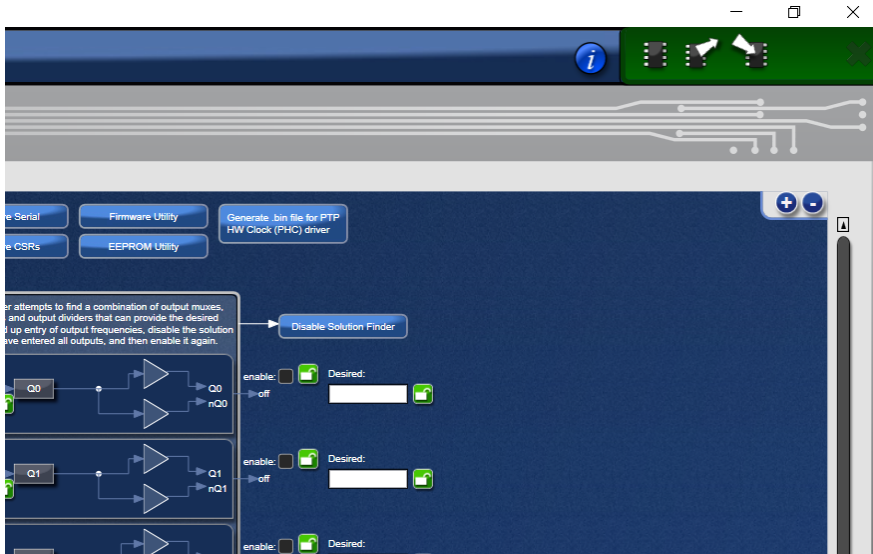 i
re Serial
Firmware Utility
Generate .bin file for PTP
HW Clock (PHC) driver
e CSRs
EEPROM Utility
er attempts to find a combination of output muxes,
and output dividers that can provide the desired
d up entry of output frequencies, disable the solution
ave entered all outputs, and then enable it again.
Disable Solution Finder
Q0
Q0
nQ0
enable:
off
Desired:
Q1
Q1
nQ1
enable:
off
Desired:
enable:
Desired: